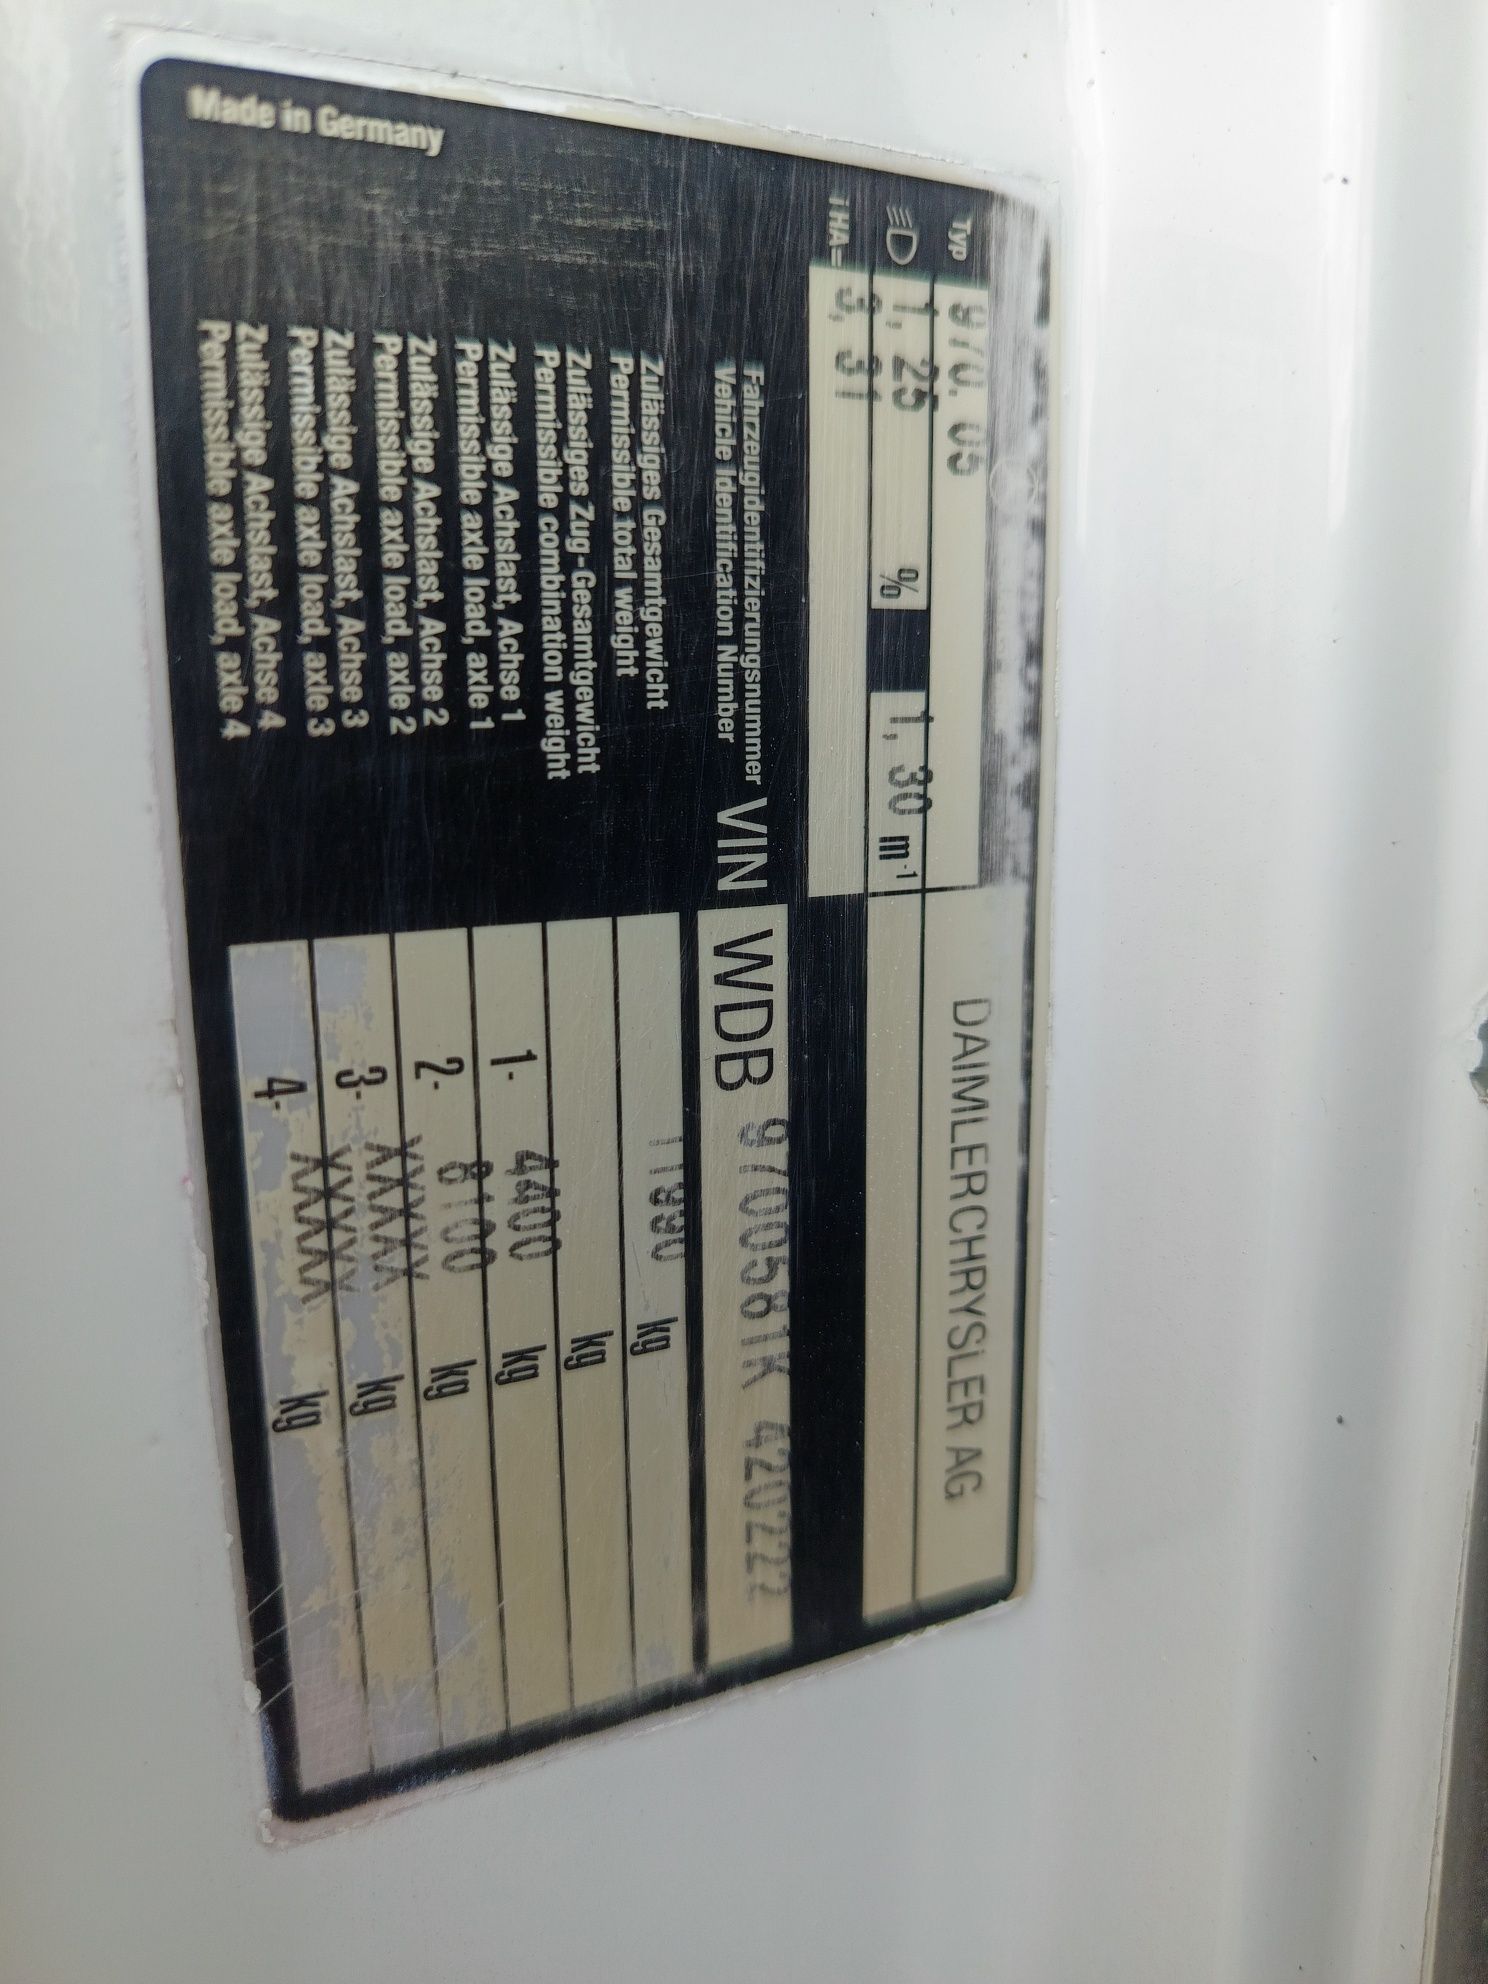 DAIMLERCHRYSLER AG
Typ 970.05
1,25 % 1,30 m-1
i HA= 3,31
Fahrzeugidentifizierungsnummer
Vehicle Identification Number VIN WDB 9700581K 420222
Zulässiges Gesamtgewicht
Permissible total weight 11990 kg
Zulässiges Zug-Gesamtgewicht
Permissible combination weight kg
Zulässige Achslast, Achse 1
Permissible axle load, axle 1 1- 4400 kg
Zulässige Achslast, Achse 2
Permissible axle load, axle 2 2- 8100 kg
Zulässige Achslast, Achse 3
Permissible axle load, axle 3 3- XXXXX kg
Zulässige Achslast, Achse 4
Permissible axle load, axle 4 4- XXXXX kg
Made in Germany